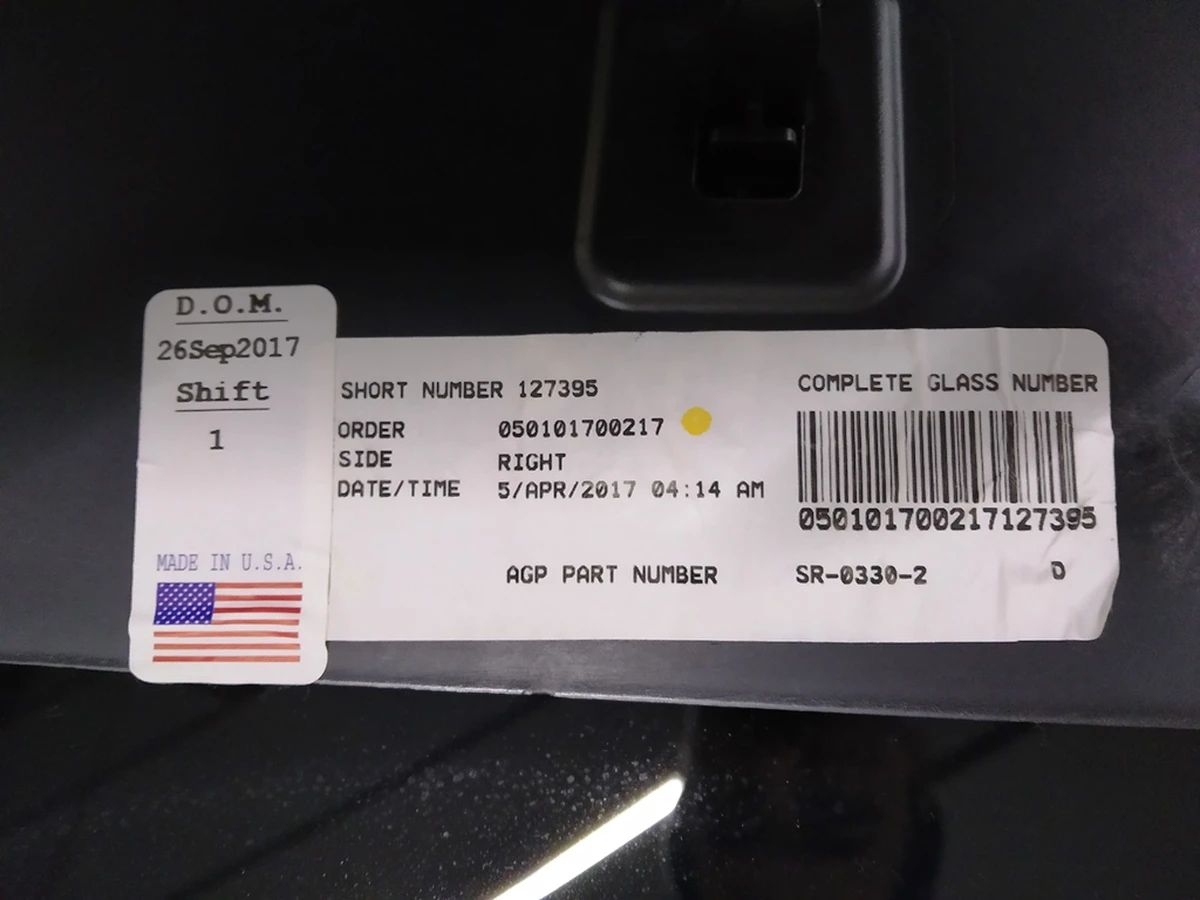 D.O.M.
26Sep2017
Shift
1
MADE IN U.S.A.
SHORT NUMBER 127395
ORDER 050101700217
SIDE RIGHT
DATE/TIME 5/APR/2017 04:14 AM
COMPLETE GLASS NUMBER
050101700217127395
AGP PART NUMBER SR-0330-2 D